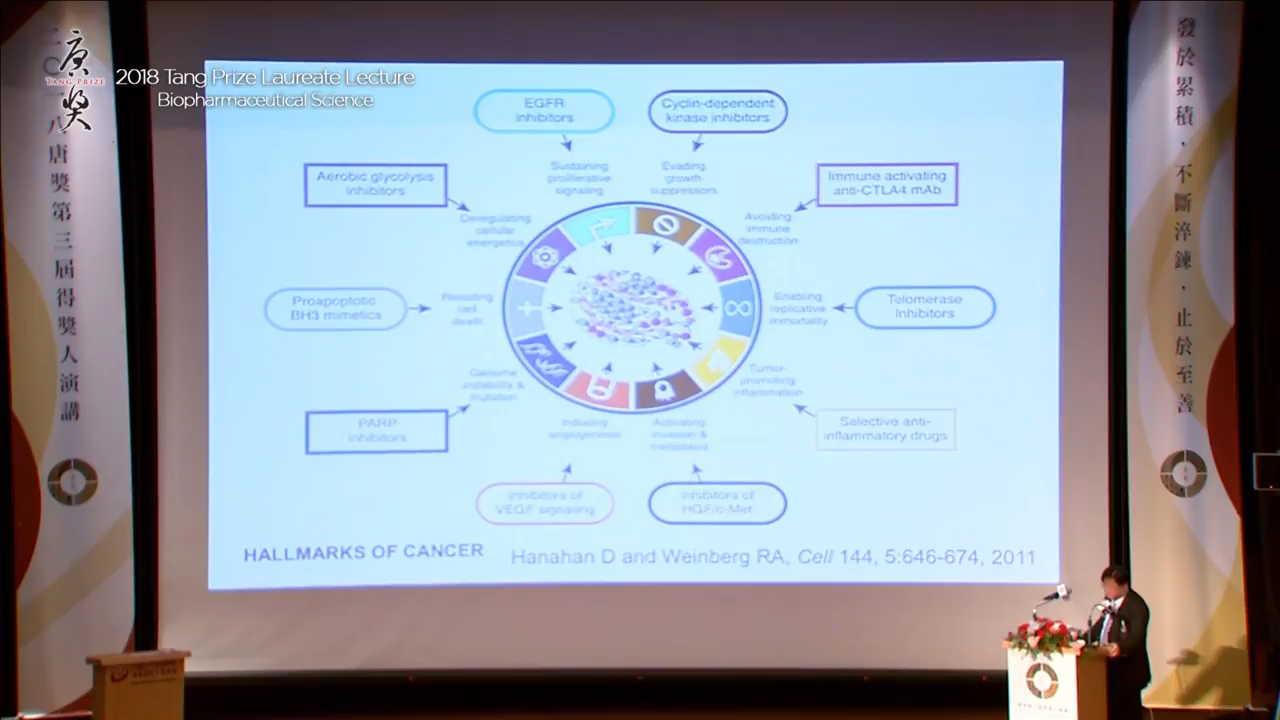 庚獎
TANG PRIZE
2018 Tang Prize Laureate Lecture
Biopharmaceutical Science
八唐獎第三屆得獎人演講
發於累積，不斷淬鍊，止於至善
EGFR
inhibitors
Cyclin-dependent
kinase inhibitors
Sustaining
proliferative
signaling
Evading
growth
suppressors
Aerobic glycolysis
inhibitors
Immune activating
anti-CTLA4 mAb
Deregulating
cellular
energetics
Avoiding
immune
destruction
Proapoptotic
BH3 mimetics
Resisting
cell
death
Enabling
replicative
immortality
Telomerase
Inhibitors
Genome
instability &
mutation
Tumor-
promoting
inflammation
PARP
inhibitors
Inducing
angiogenesis
Activating
invasion &
metastasis
Selective anti-
inflammatory drugs
Inhibitors of
VEGF signaling
Inhibitors of
HGF/c-Met
HALLMARKS OF CANCER
Hanahan D and Weinberg RA, Cell 144, 5:646-674, 2011